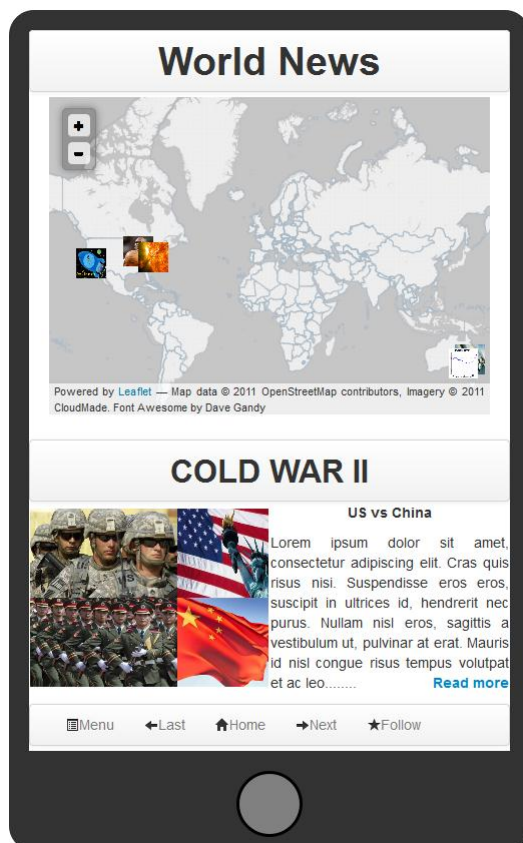 World News
+
-
Powered by Leaflet — Map data © 2011 OpenStreetMap contributors, Imagery © 2011
CloudMade. Font Awesome by Dave Gandy
COLD WAR II
US vs China
Lorem ipsum dolor sit amet,
consectetur adipiscing elit. Cras quis
risus nisi. Suspendisse eros eros,
suscipit in ultrices id, hendrerit nec
purus. Nullam nisl eros, sagittis a
vestibulum ut, pulvinar at erat. Mauris
id nisl congue risus tempus volutpat
et ac leo........ Read more
Menu Last Home Next Follow